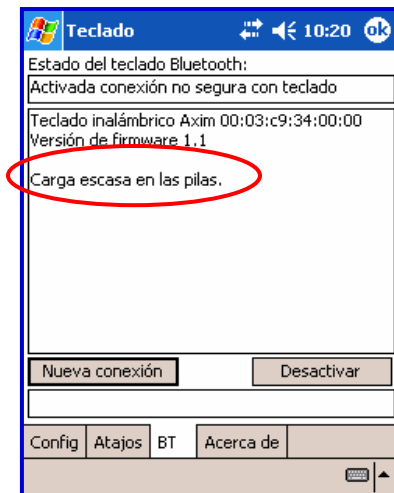 Teclado 10:20 ok
Estado del teclado Bluetooth:
Activada conexión no segura con teclado
Teclado inalámbrico Axim 00:03:c9:34:00:00
Versión de firmware 1.1
Carga escasa en las pilas.
Nueva conexión Desactivar
Config Atajos BT Acerca de